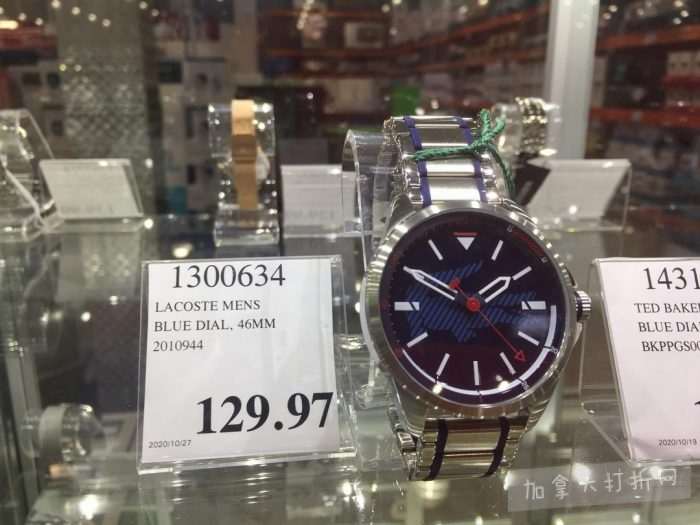 1300634
LACOSTE MENS
BLUE DIAL, 46MM
2010944
129.97
2020/10/27
1431
TED BAKE
BLUE DIA
BKPPGS0
2020/10/19
加拿大打折网